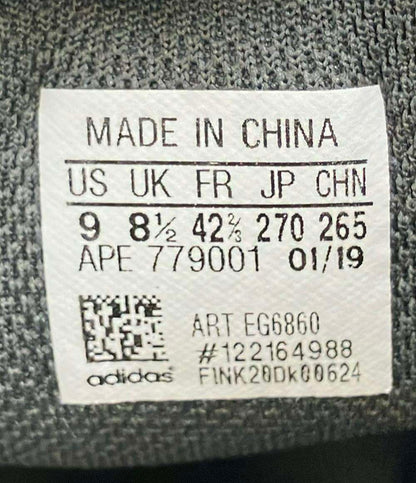 MADE IN CHINA
US UK FR JP CHN
9 8½ 42⅔ 270 265
APE 779001 01/19
ART EG6860
#122164988
adidas FINK20Dk00624